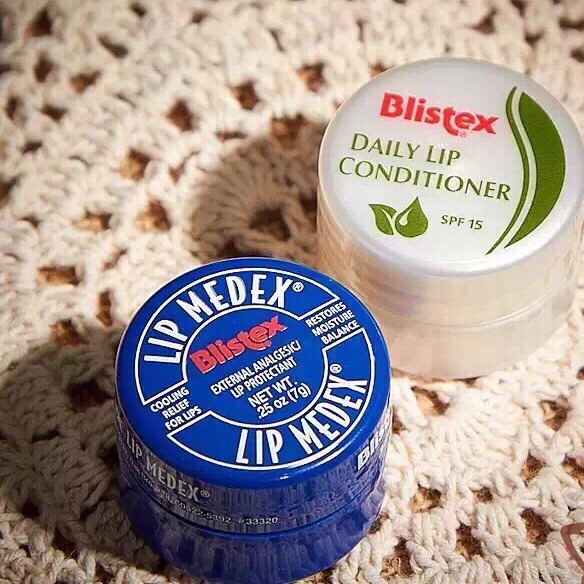 Blistex
DAILY LIP
CONDITIONER
SPF 15
LIP MEDEX®
Blistex
EXTERNAL ANALGESIC/
LIP PROTECTANT
NET WT.
.25 oz (7g)
RESTORES
MOISTURE
BALANCE
COOLING
RELIEF
FOR LIPS
LIP MEDEX®
LIP MEDEX®
#33320